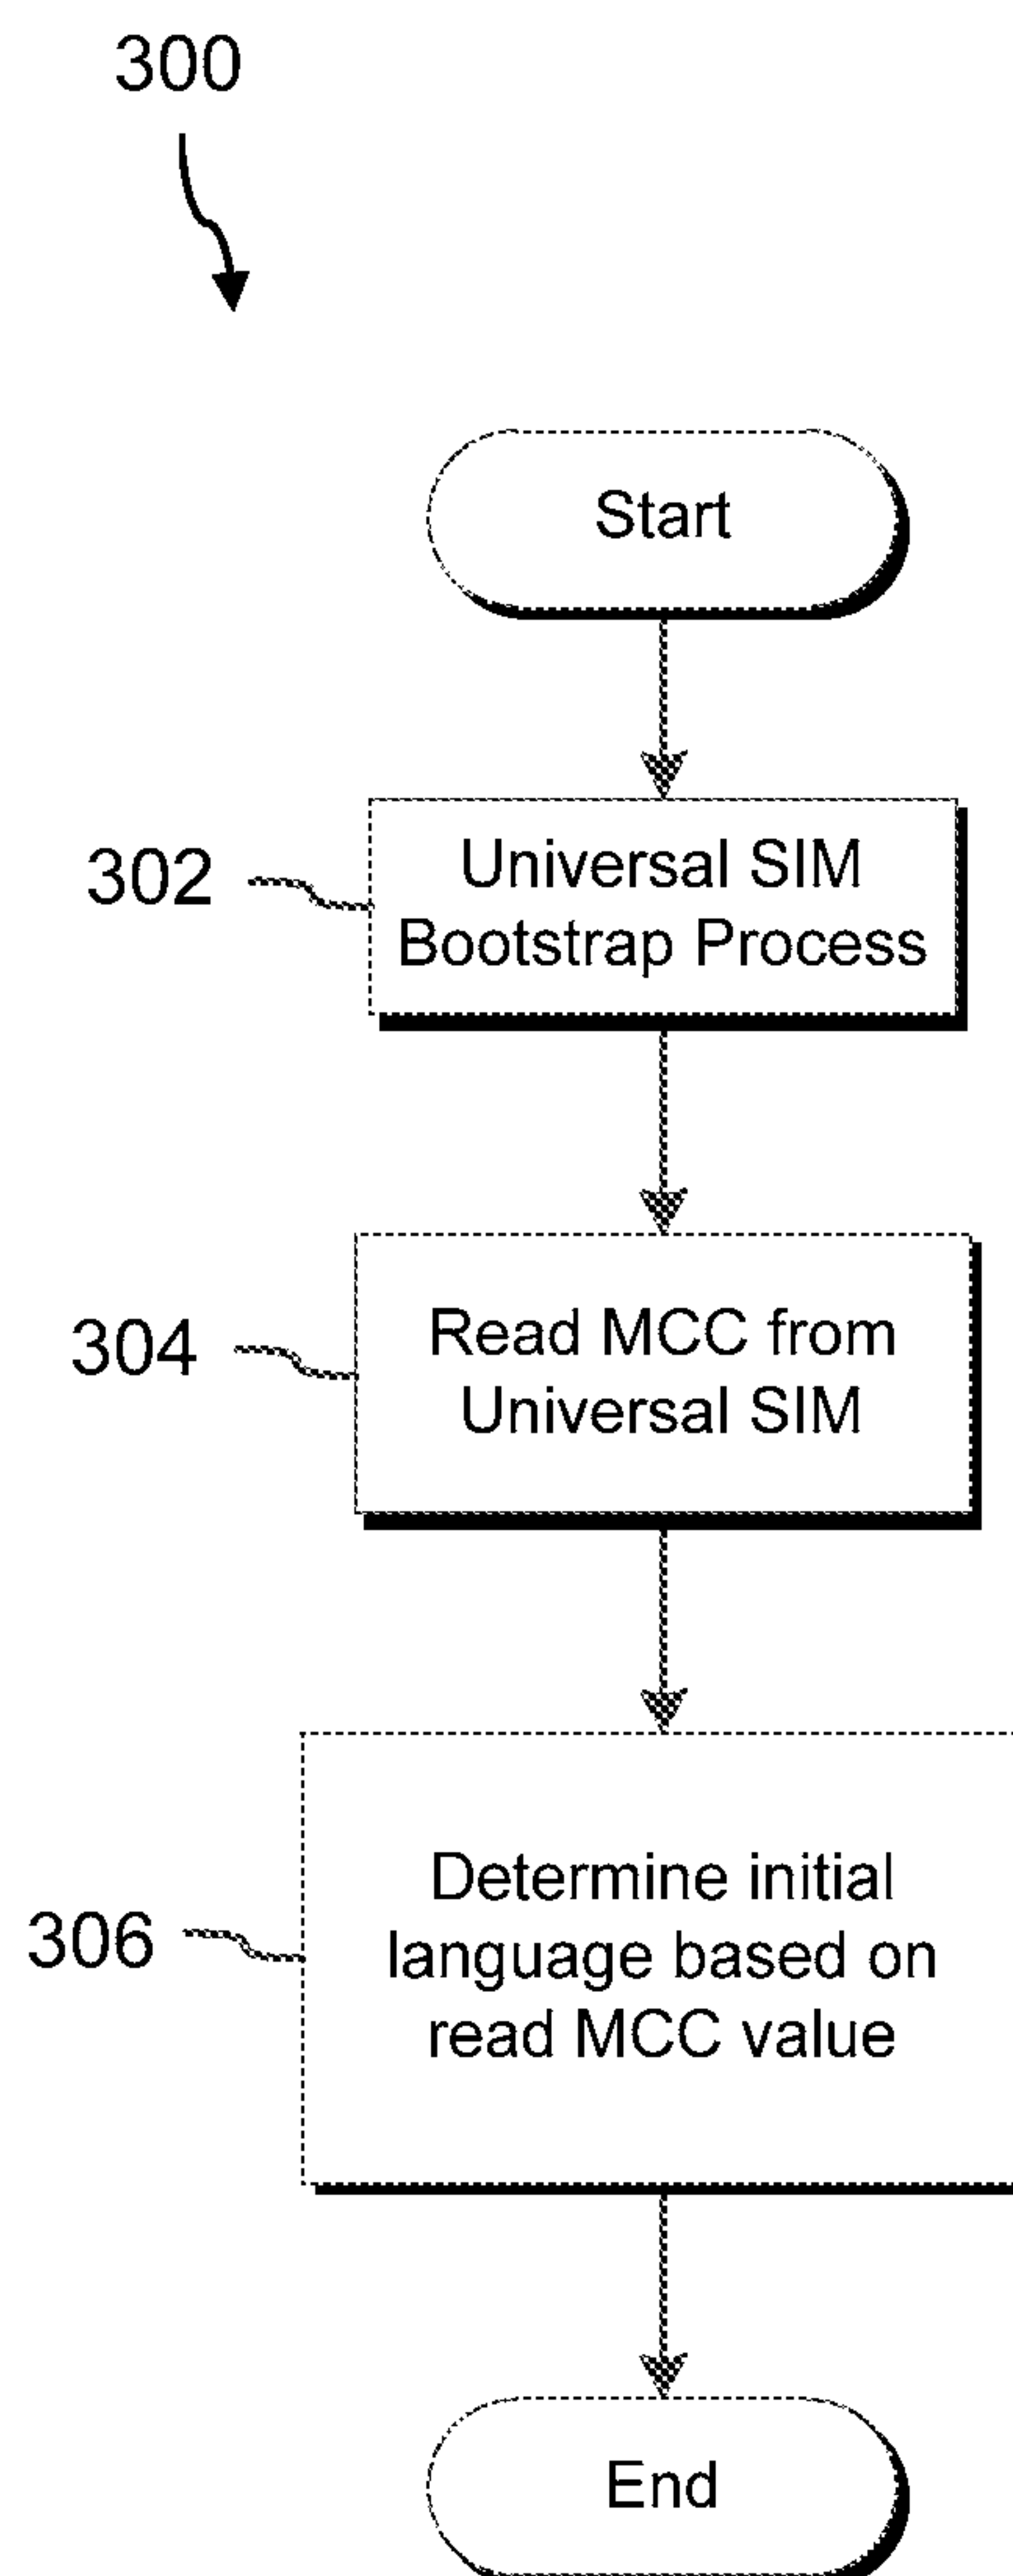 300
Start
302
Universal SIM
Bootstrap Process
304
Read MCC from
Universal SIM
306
Determine initial
language based on
read MCC value
End